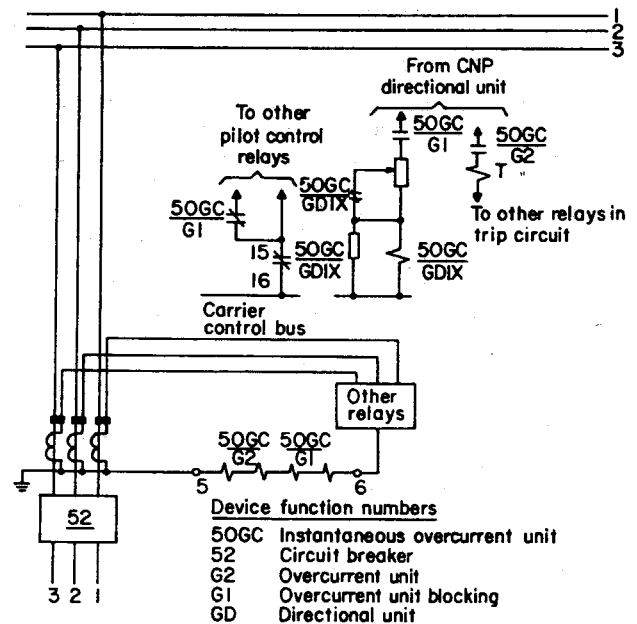 1
2
3
From CNP
directional unit
To other
pilot control
relays
50GC
G1
50GC
G2
T
50GC
GD1X
50GC
G1
15
16
50GC
GD1X
50GC
GD1X
To other relays in
trip circuit
Carrier
control bus
Other
relays
50GC
G2
50GC
G1
5
6
52
3 2 1
Device function numbers
50GC Instantaneous overcurrent unit
52 Circuit breaker
G2 Overcurrent unit
G1 Overcurrent unit blocking
GD Directional unit